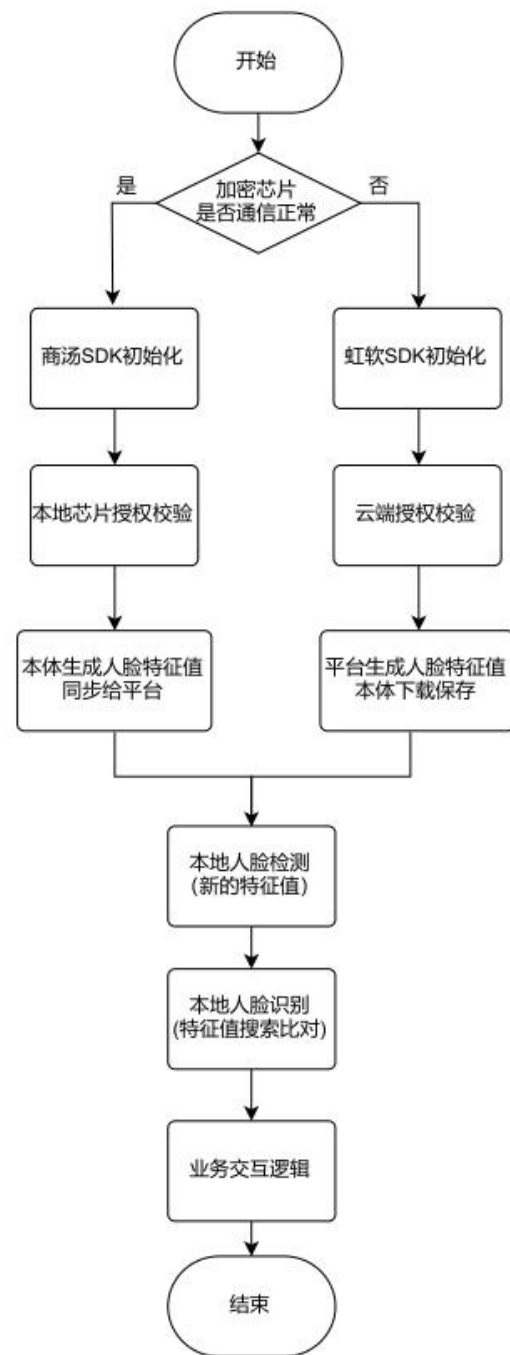 开始
是
加密芯片
是否通信正常
否
商汤SDK初始化
虹软SDK初始化
本地芯片授权校验
云端授权校验
本体生成人脸特征值
同步给平台
平台生成人脸特征值
本体下载保存
本地人脸检测
（新的特征值）
本地人脸识别
(特征值搜索比对)
业务交互逻辑
结束